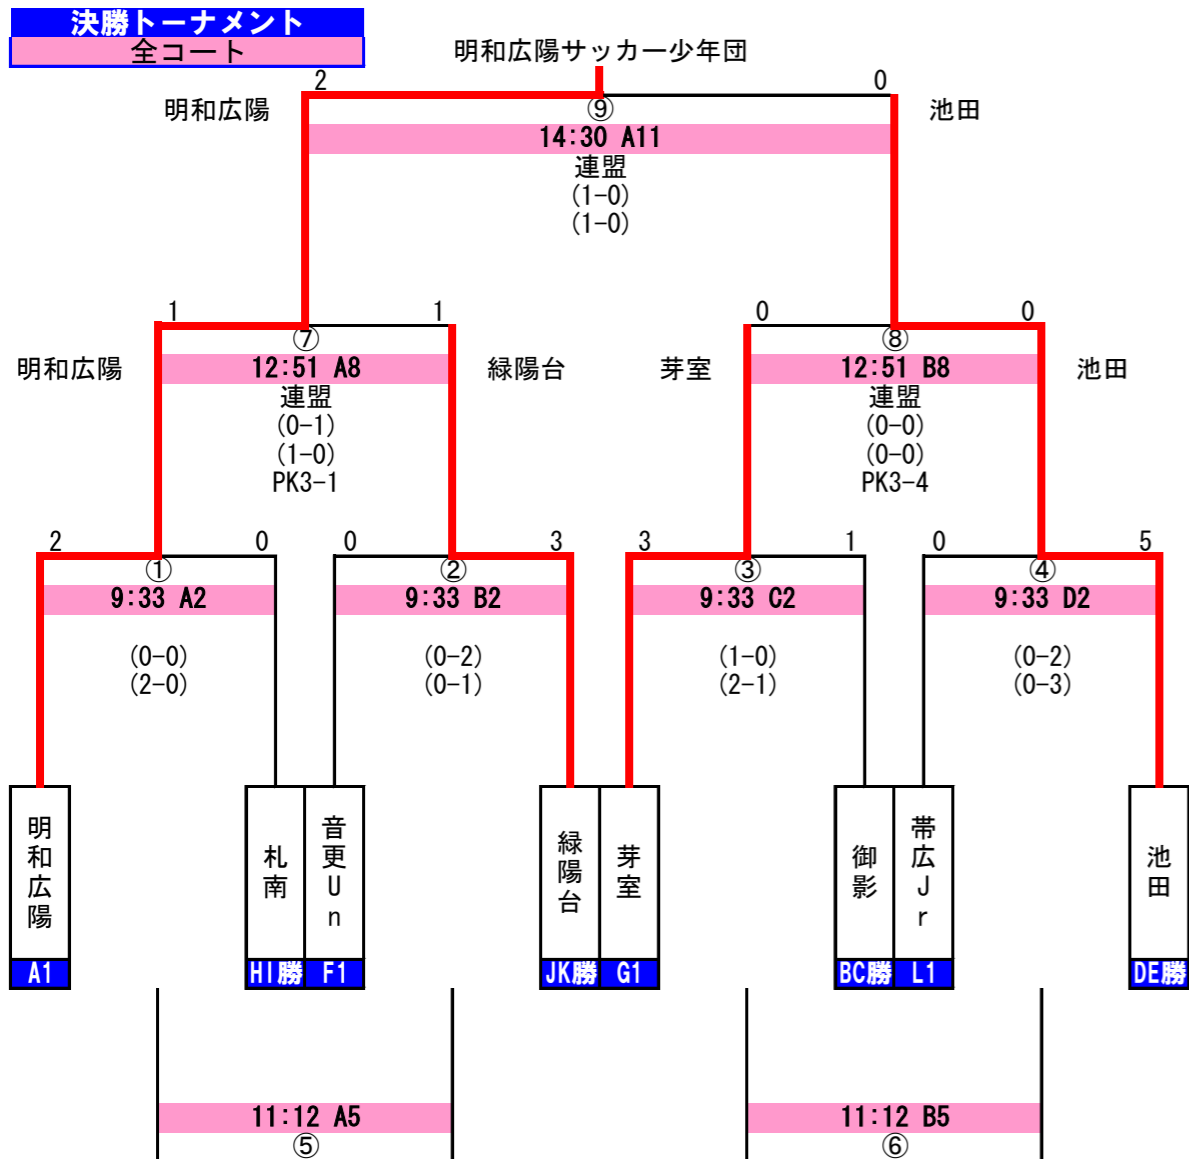 決勝トーナメント
全コート
明和広陽サッカー少年団
2 0
明和広陽 池田
⑨
14:30 A11
連盟
(1-0)
(1-0)
1 1 0 0
⑦ ⑧
明和広陽 12:51 A8 緑陽台 芽室 12:51 B8 池田
連盟 連盟
(0-1) (0-0)
(1-0) (0-0)
PK3-1 PK3-4
2 0 0 3 3 1 0 5
① ② ③ ④
9:33 A2 9:33 B2 9:33 C2 9:33 D2
(0-0) (0-2) (1-0) (0-2)
(2-0) (0-1) (2-1) (0-3)
明和広陽
札南
音更Un
緑陽台
芽室
御影
帯広Jr
池田
A1 HI勝 F1 JK勝 G1 BC勝 L1 DE勝
11:12 A5 11:12 B5
⑤ ⑥